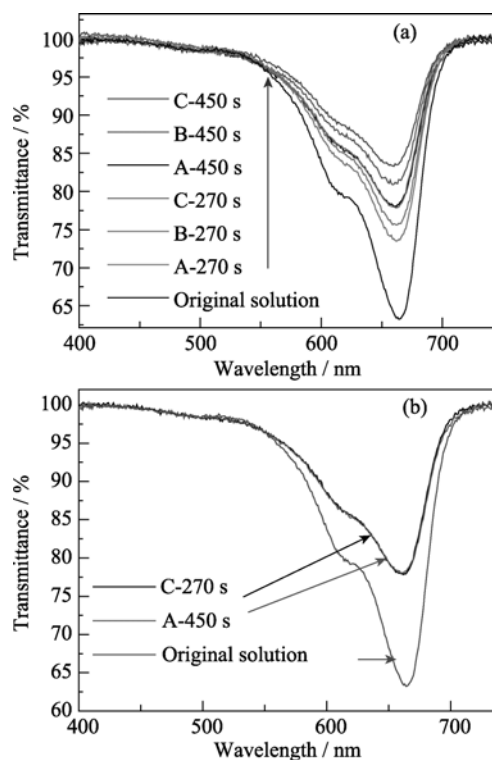 (a)
100
95
90
85
80
75
70
65
Transmittance / %
C-450 s
B-450 s
A-450 s
C-270 s
B-270 s
A-270 s
Original solution
400
500
600
700
Wavelength / nm
(b)
100
95
90
85
80
75
70
65
60
Transmittance / %
C-270 s
A-450 s
Original solution
400
500
600
700
Wavelength / nm